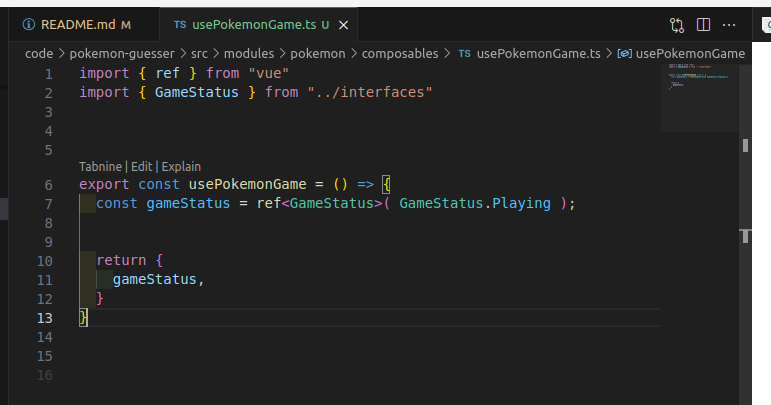 README.md M
TS usePokemonGame.ts U
code > pokemon-guesser > src > modules > pokemon > composables > TS usePokemonGame.ts > usePokemonGame
1 import { ref } from "vue"
2 import { GameStatus } from "../interfaces"
3
4
5
Tabnine | Edit | Explain
6 export const usePokemonGame = () => {
7 const gameStatus = ref<GameStatus>( GameStatus.Playing );
8
9
10 return {
11 gameStatus,
12 }
13 }
14
15
16